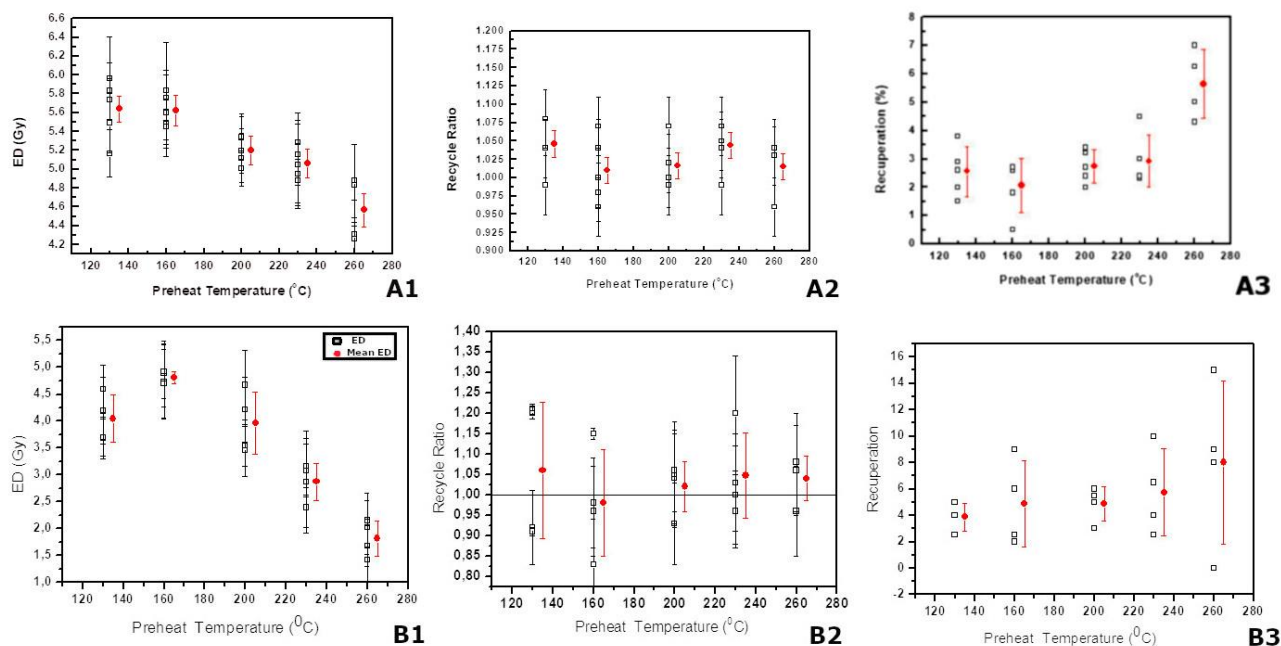 6.6
6.4
6.2
6.0
5.8
5.6
5.4
5.2
5.0
4.8
4.6
4.4
4.2
ED (Gy)
120 140 160 180 200 220 240 260 280
Preheat Temperature (°C)
A1
1.200
1.175
1.150
1.125
1.100
1.075
1.050
1.025
1.000
0.975
0.950
0.925
0.900
Recycle Ratio
120 140 160 180 200 220 240 260 280
Preheat Temperature (°C)
A2
8
7
6
5
4
3
2
1
0
Recuperation (%)
120 140 160 180 200 220 240 260 280
Preheat Temperature (°C)
A3
5,5
5,0
4,5
4,0
3,5
3,0
2,5
2,0
1,5
1,0
ED (Gy)
ED
Mean ED
120 140 160 180 200 220 240 260 280
Preheat Temperature (⁰C)
B1
1,40
1,35
1,30
1,25
1,20
1,15
1,10
1,05
1,00
0,95
0,90
0,85
0,80
Recycle Ratio
120 140 160 180 200 220 240 260 280
Preheat Temperature (⁰C)
B2
16
14
12
10
8
6
4
2
0
-2
Recuperation
120 140 160 180 200 220 240 260 280
Preheat Temperature (⁰C)
B3